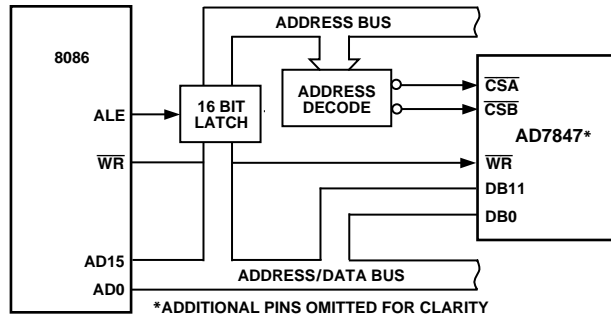 ADDRESS BUS
8086
ADDRESS
DECODE
CSA
CSB
16 BIT
LATCH
ALE
AD7847*
WR
WR
DB11
DB0
AD15
ADDRESS/DATA BUS
AD0
*ADDITIONAL PINS OMITTED FOR CLARITY